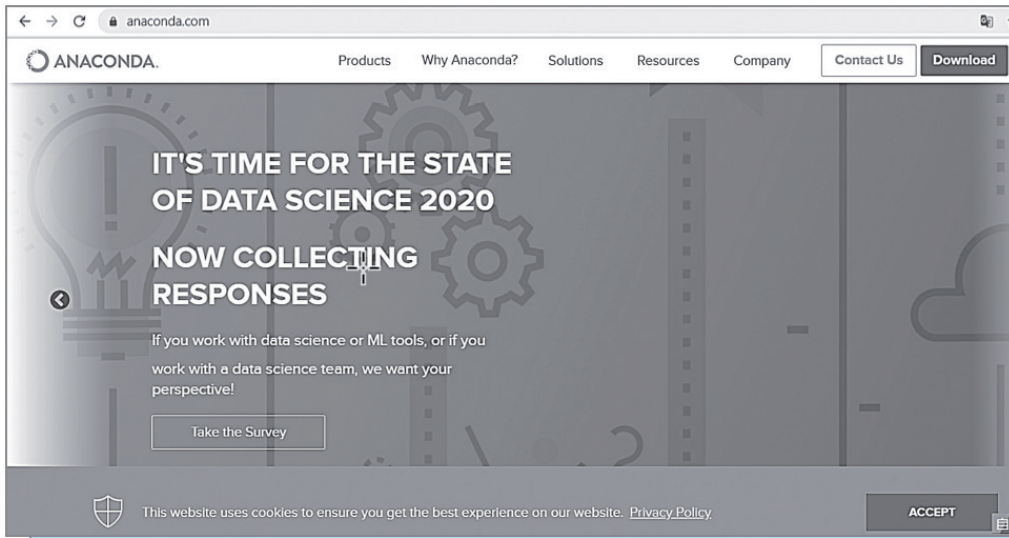 anaconda.com
ANACONDA.
Products Why Anaconda? Solutions Resources Company Contact Us Download
IT'S TIME FOR THE STATE
OF DATA SCIENCE 2020
NOW COLLECTING
RESPONSES
If you work with data science or ML tools, or if you
work with a data science team, we want your
perspective!
Take the Survey
This website uses cookies to ensure you get the best experience on our website. Privacy Policy
ACCEPT